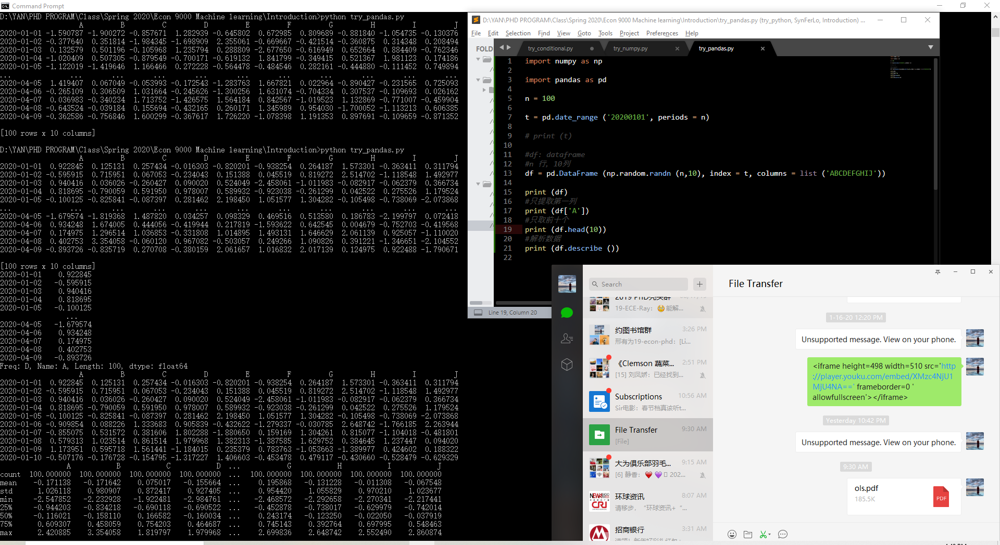 Command Prompt
D:\YAN\PHD PROGRAM\Class\Spring 2020\Econ 9000 Machine learning\Introduction>python try_pandas.py
A B C D E F G H I J
2020-01-01 -1.590787 -1.900272 -0.857671 1.282939 -0.645802 0.672985 0.809689 -0.881840 -1.054735 -0.130376
2020-01-02 -0.377640 0.351814 -1.984345 -1.698909 2.355061 -0.669667 -0.421514 -0.360875 0.314348 0.208494
2020-01-03 0.132579 0.501196 -0.105968 1.235794 0.288809 -2.677650 -0.616949 0.652664 0.884409 -0.762346
2020-01-04 -1.020409 0.507305 -0.879549 -0.700171 -0.619132 1.841799 -0.349415 0.521367 1.981123 0.174186
2020-01-05 -1.122019 -1.419646 1.166466 0.272228 -0.564478 -0.484546 0.282161 -0.444880 -0.111452 0.749894
... ... ... ... ... ... ... ... ... ... ...
2020-04-05 1.419407 0.067049 -0.053993 -0.172543 -1.283763 1.667821 0.022964 -0.890427 -0.231565 0.725093
2020-04-06 -0.265109 0.306509 1.031664 -0.245626 -1.300256 1.631074 -0.704334 0.307537 -0.109693 0.026162
2020-04-07 0.036983 -0.340234 1.713752 -1.426575 1.564184 0.842567 -1.019523 1.132869 -0.771007 -0.459904
2020-04-08 -0.643524 -0.039184 0.155694 -0.432165 0.260171 1.345989 0.954030 -1.700052 -1.113213 0.606385
2020-04-09 -0.362586 -0.756846 1.600299 -0.367617 1.726220 -1.078398 1.191353 0.897691 -0.109659 -0.871352
[100 rows x 10 columns]
D:\YAN\PHD PROGRAM\Class\Spring 2020\Econ 9000 Machine learning\Introduction>python try_pandas.py
A B C D E F G H I J
2020-01-01 0.922845 0.125131 0.257434 -0.016303 -0.820201 -0.938254 0.264187 1.573301 -0.363411 0.311794
2020-01-02 -0.595915 0.715951 0.067053 -0.234043 0.151388 0.045519 0.819272 2.514702 -1.118548 1.492977
2020-01-03 0.940416 0.036026 -0.260427 0.090020 0.524049 -2.458061 -1.011983 -0.082917 -0.062379 0.366734
2020-01-04 0.818695 -0.790059 0.591950 0.978007 0.589932 -0.923038 -0.261299 0.042522 0.275526 1.179524
2020-01-05 -0.100125 -0.825841 -0.087397 0.281462 2.198450 1.051577 1.304282 -0.105498 -0.738069 -2.073868
... ... ... ... ... ... ... ... ... ... ...
2020-04-05 -1.679574 -1.819368 1.487820 0.034257 0.098329 0.469516 0.513580 0.186783 -2.199797 0.072418
2020-04-06 0.934248 1.674005 0.444056 -0.419944 0.217819 -1.593622 0.642545 0.004679 -0.752703 -0.419568
2020-04-07 0.174975 1.296514 1.036853 -0.331808 1.014895 1.493131 1.646629 2.061139 0.925057 -1.110020
2020-04-08 0.402753 3.354058 -0.060120 0.967082 -0.503057 0.249266 1.090826 0.391221 -1.346651 -2.104552
2020-04-09 -0.893726 -0.835719 0.270708 -0.380159 2.061657 1.016832 2.017139 0.124975 0.922488 -1.790671
[100 rows x 10 columns]
2020-01-01 0.922845
2020-01-02 -0.595915
2020-01-03 0.940416
2020-01-04 0.818695
2020-01-05 -0.100125
...
2020-04-05 -1.679574
2020-04-06 0.934248
2020-04-07 0.174975
2020-04-08 0.402753
2020-04-09 -0.893726
Freq: D, Name: A, Length: 100, dtype: float64
A B C D E F G H I J
2020-01-01 0.922845 0.125131 0.257434 -0.016303 -0.820201 -0.938254 0.264187 1.573301 -0.363411 0.311794
2020-01-02 -0.595915 0.715951 0.067053 -0.234043 0.151388 0.045519 0.819272 2.514702 -1.118548 1.492977
2020-01-03 0.940416 0.036026 -0.260427 0.090020 0.524049 -2.458061 -1.011983 -0.082917 -0.062379 0.366734
2020-01-04 0.818695 -0.790059 0.591950 0.978007 0.589932 -0.923038 -0.261299 0.042522 0.275526 1.179524
2020-01-05 -0.100125 -0.825841 -0.087397 0.281462 2.198450 1.051577 1.304282 -0.105498 -0.738069 -2.073868
2020-01-06 -0.909854 0.088226 1.333683 0.905839 -0.432622 -1.279337 -0.030785 2.648742 -1.766185 2.263944
2020-01-07 -0.855075 0.531572 0.381606 1.802288 -1.880650 0.159169 1.304261 0.815077 -1.104018 -0.481801
2020-01-08 0.579313 1.023514 0.861514 1.979968 1.382313 -1.387585 1.629752 0.384645 1.237447 0.094020
2020-01-09 1.173951 0.595718 1.561441 -1.184015 0.235379 0.783763 -1.053663 -1.389977 0.424602 0.188322
2020-01-10 -0.507176 -0.176728 -0.154795 -1.317227 1.406603 -0.453478 0.479117 -0.430660 -0.528479 -0.629329
A B C D ... G H I J
count 100.000000 100.000000 100.000000 100.000000 ... 100.000000 100.000000 100.000000 100.000000
mean -0.171138 -0.171642 0.075017 -0.155664 ... 0.195868 -0.131228 -0.011308 -0.067548
std 1.026118 0.980907 0.872417 0.927405 ... 0.954420 1.055829 0.970210 1.023677
min -2.547852 -2.232928 -1.922481 -2.984761 ... -2.468572 -2.292658 -2.270341 -2.217441
25% -0.944203 -0.834218 -0.690118 -0.690522 ... -0.452878 -0.738017 -0.629979 -0.742014
50% -0.116021 -0.158110 0.166582 -0.160034 ... 0.243174 -0.123250 -0.022050 -0.037919
75% 0.609307 0.458059 0.754203 0.464687 ... 0.745143 0.392764 0.697995 0.548463
max 2.420885 3.354058 1.819797 1.979968 ... 2.699836 2.648742 2.552490 2.860874
D:\YAN\PHD PROGRAM\Class\Spring 2020\Econ 9000 Machine learning\Introduction\try_pandas.py (try_python, SynFerLo, Introduction) ...
File Edit Selection Find View Goto Tools Project Preferences Help
FOLD
try_conditional.py try_numpy.py try_pandas.py
1 import numpy as np
2
3 import pandas as pd
4
5 n = 100
6
7 t = pd.date_range ('20200101', periods = n)
8
9 # print (t)
10
11 #df: dataframe
12 #n 行，10列
13 df = pd.DataFrame (np.random.randn (n,10), index = t, columns = list ('ABCDEFGHIJ'))
14
15 print (df)
16 #只提取第一列
17 print (df['A'])
18 #只取前十个
19 print (df.head(10))
20 #解析数据
21 print (df.describe ())
22
Line 19, Column 20
Search
19-ECE-Ray: 能解...
约图书馆群 3:26 PM
邢有为19-econ-phd: [Li...
《Clemson 蔬菜... 2:51 PM
[15] 刘凤娇: 已经找到...
Subscriptions 10:56 AM
Sir电影: 春节档真该听t...
File Transfer 9:30 AM
[File]
大为俱乐部羽毛... 9:15 AM
[6] 静香: ❤️ 💜 202...
环球资讯 8:07 AM
请移步，“环球资讯+“...
招商银行 3:31 AM
File Transfer
1-16-20 12:20 PM
Unsupported message. View on your phone.
<iframe height=498 width=510 src='http
://player.youku.com/embed/XMzc4NjU1
MjU4NA==' frameborder=0 '
allowfullscreen'></iframe>
Yesterday 10:42 PM
Unsupported message. View on your phone.
9:30 AM
ols.pdf
185.5K
PDF